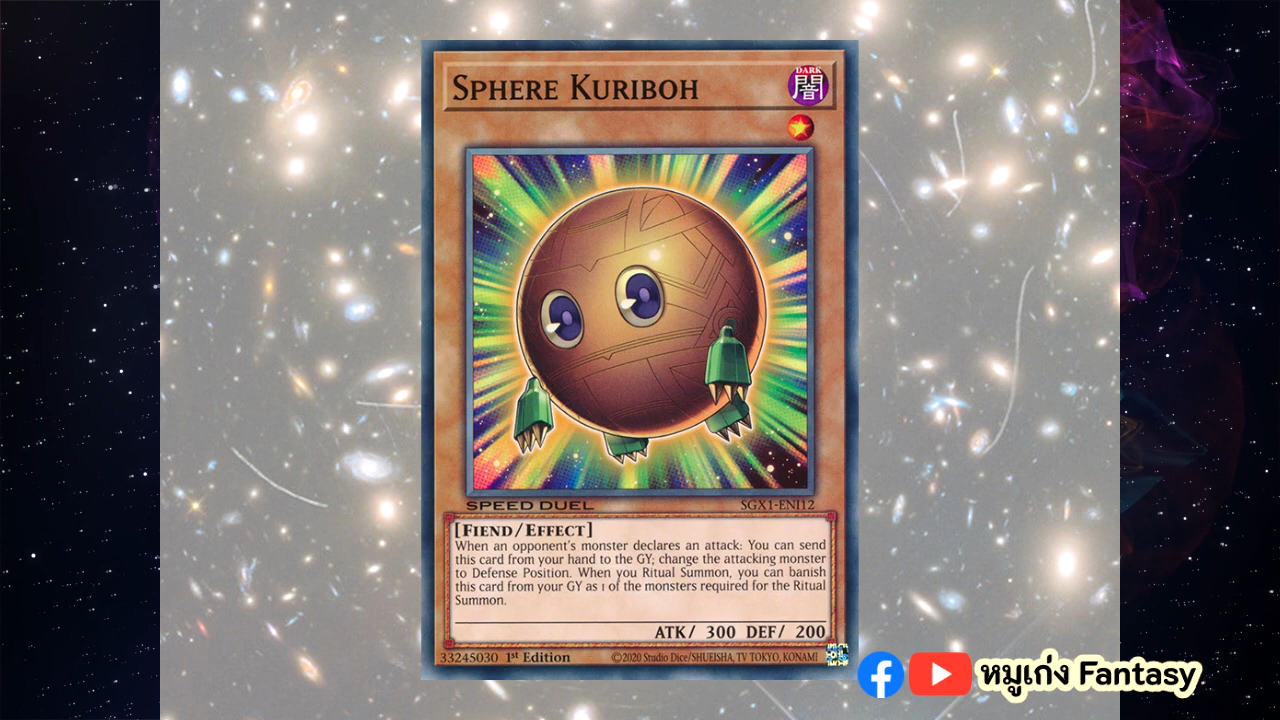 SPHERE KURIBOH
DARK
闇
SPEED DUEL
SGX1-ENI12
[FIEND/EFFECT]
When an opponent's monster declares an attack: You can send
this card from your hand to the GY; change the attacking monster
to Defense Position. When you Ritual Summon, you can banish
this card from your GY as 1 of the monsters required for the Ritual
Summon.
ATK/ 300 DEF/ 200
33245030 1st Edition ©2020 Studio Dice/SHUEISHA, TV TOKYO, KONAMI
หมูเก่ง Fantasy